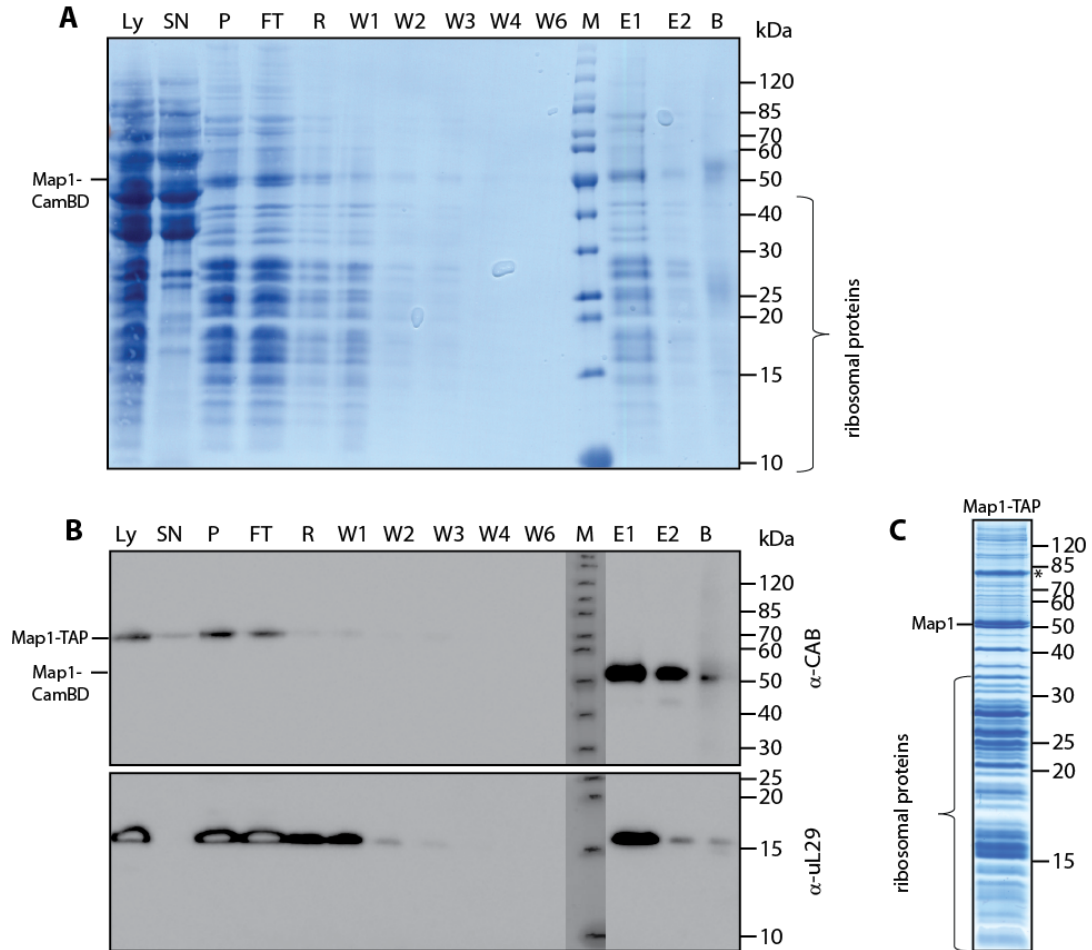 A
Ly SN P FT R W1 W2 W3 W4 W6 M E1 E2 B
kDa
120
85
70
60
Map1-
CamBD
50
40
30
25
20
15
10
ribosomal proteins
B
Ly SN P FT R W1 W2 W3 W4 W6 M E1 E2 B
kDa
120
85
Map1-TAP
70
60
Map1-
CamBD
50
40
30
α-CAB
25
20
15
10
α-uL29
C
Map1-TAP
120
85
*
70
60
Map1
50
40
30
25
20
15
ribosomal proteins